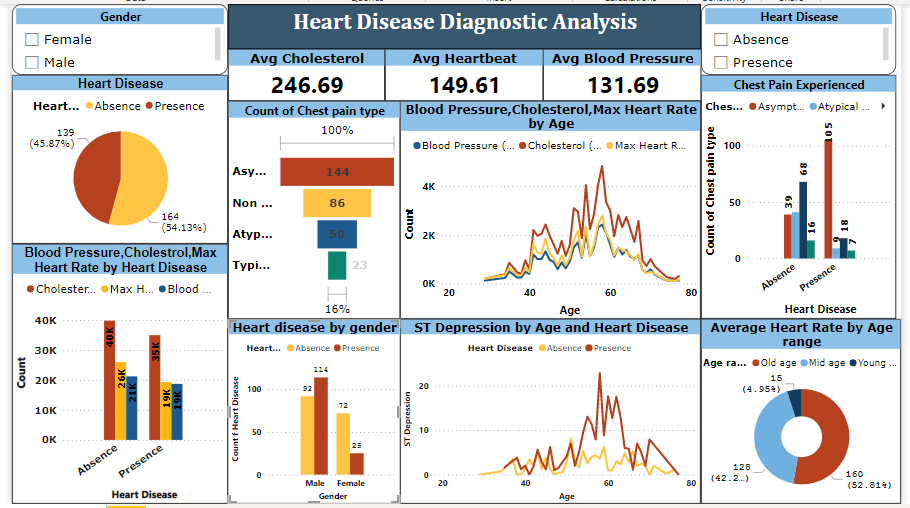 Gender
Female
Male
Heart Disease Diagnostic Analysis
Heart Disease
Absence
Presence
Avg Cholesterol
246.69
Avg Heartbeat
149.61
Avg Blood Pressure
131.69
Heart Disease
Heart... Absence Presence
139
(45.87%)
164
(54.13%)
Count of Chest pain type
100%
Asy...
144
Non ...
86
Atyp...
50
Typi...
23
16%
Blood Pressure,Cholesterol,Max Heart Rate
by Age
Blood Pressure (... Cholesterol (... Max Heart R...
Count
4K
2K
0K
20 40 60 80
Age
Chest Pain Experienced
Ches... Asympt... Atypical ...
Count of Chest pain type
100
50
0
39 68 16
105 9 18 7
Absence
Presence
Heart Disease
Blood Pressure,Cholestrol,Max
Heart Rate by Heart Disease
Cholester... Max H... Blood ...
Count
40K
30K
20K
10K
0K
40K 26K 21K
35K 19K 19K
Absence
Presence
Heart Disease
Heart disease by gender
Heart... Absence Presence
Count f Heart Disease
100
50
0
92 114
72 25
Male Female
Gender
ST Depression by Age and Heart Disease
Heart Disease Absence Presence
ST Depression
20
10
0
20 40 60 80
Age
Average Heart Rate by Age
range
Age ra... Old age Mid age Young ...
15
(4.95%)
128
(42.2...)
160
(52.81%)